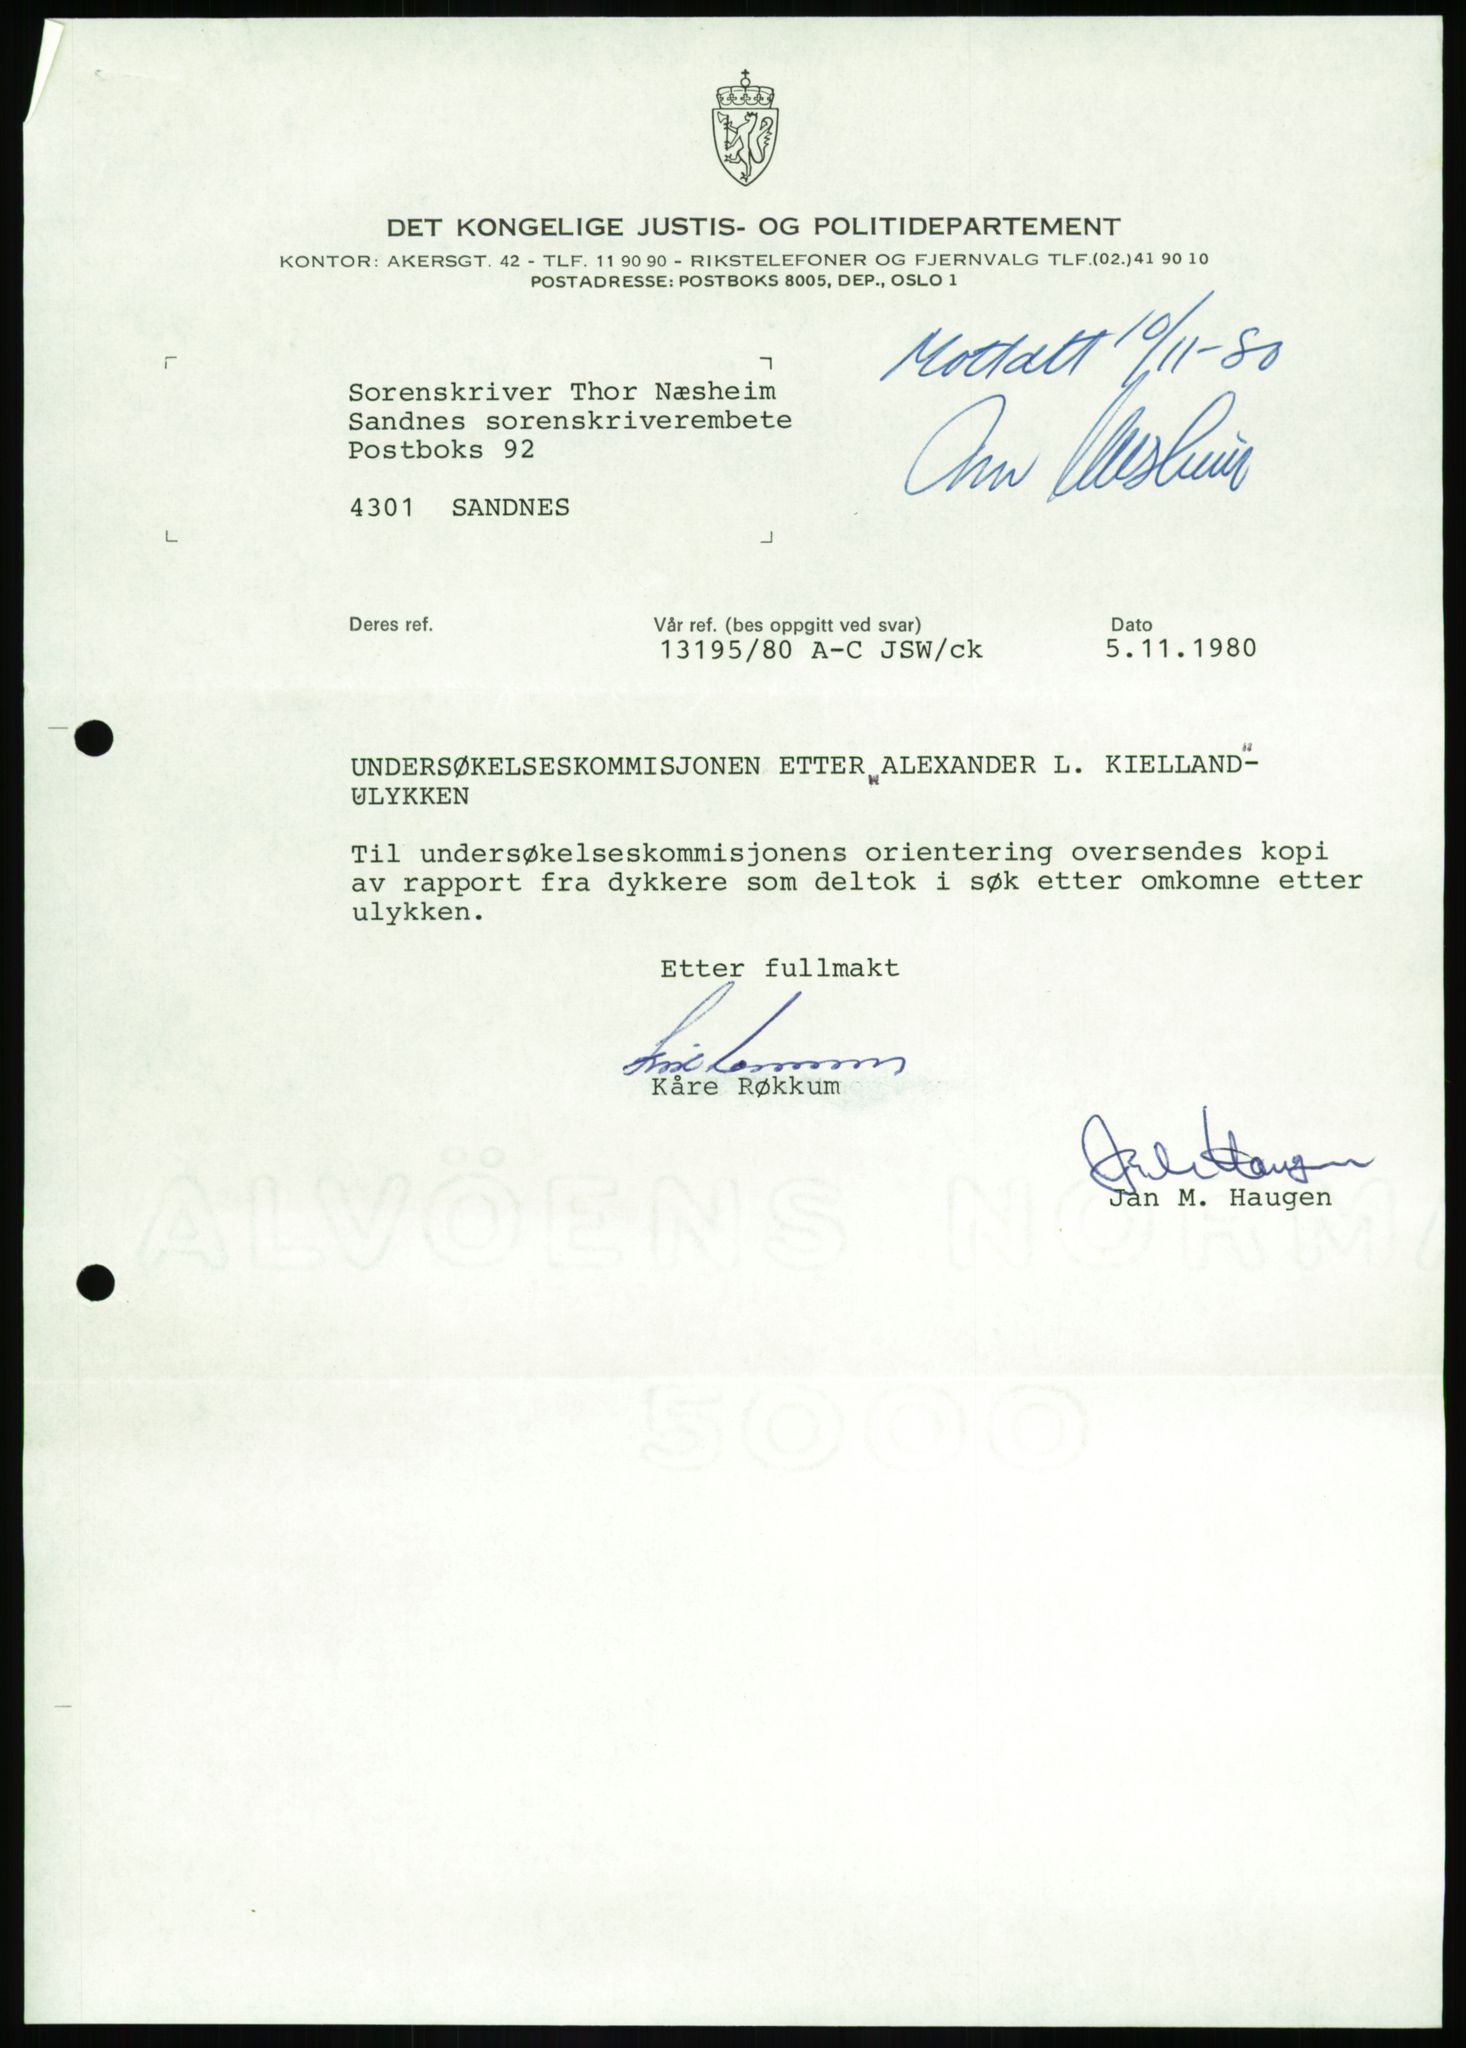 DET KONGELIGE JUSTIS- OG POLITIDEPARTEMENT
KONTOR: AKERSGT. 42 - TLF. 11 90 90 - RIKSTELEFONER OG FJERNVALG TLF.(02.)41 90 10
POSTADRESSE: POSTBOKS 8005, DEP., OSLO 1
Mottatt 10/11-80
Sorenskriver Thor Næsheim
Sandnes sorenskriverembete
Postboks 92
4301 SANDNES
Deres ref. Vår ref. (bes oppgitt ved svar) Dato
13195/80 A-C JSW/ck 5.11.1980
UNDERSØKELSESKOMMISJONEN ETTER "ALEXANDER L. KIELLAND"-
ULYKKEN
Til undersøkelseskommisjonens orientering oversendes kopi
av rapport fra dykkere som deltok i søk etter omkomne etter
ulykken.
Etter fullmakt
Kåre Røkkum
Jan M. Haugen
ALVÖENS NORMA
5000